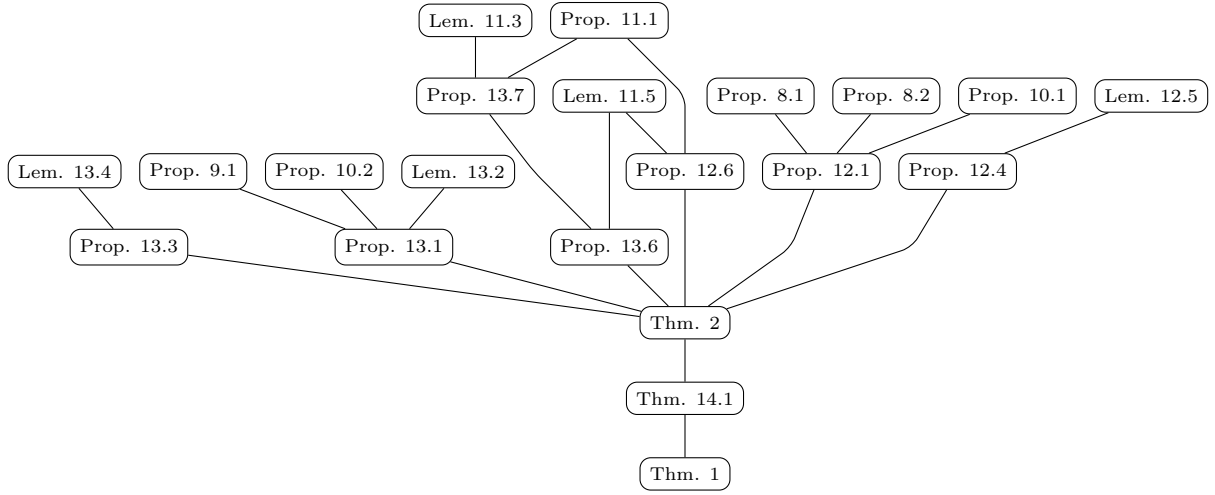 Lem. 11.3 Prop. 11.1
Prop. 13.7 Lem. 11.5 Prop. 8.1 Prop. 8.2 Prop. 10.1 Lem. 12.5
Lem. 13.4 Prop. 9.1 Prop. 10.2 Lem. 13.2 Prop. 12.6 Prop. 12.1 Prop. 12.4
Prop. 13.3 Prop. 13.1 Prop. 13.6
Thm. 2
Thm. 14.1
Thm. 1